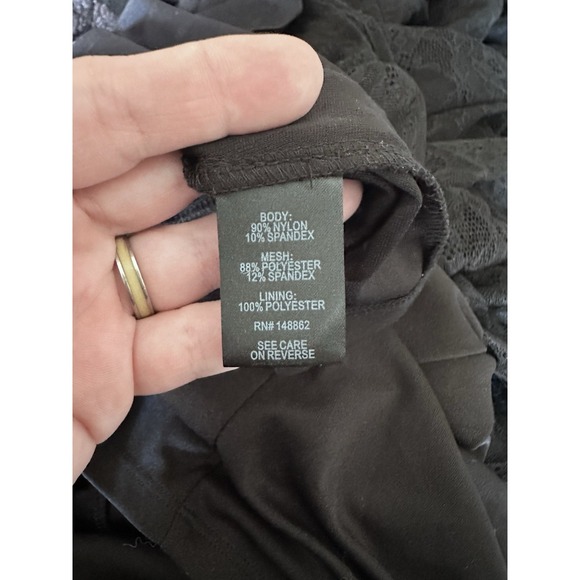 BODY:
90% NYLON
10% SPANDEX
MESH:
88% POLYESTER
12% SPANDEX
LINING:
100% POLYESTER
RN# 148862
SEE CARE
ON REVERSE